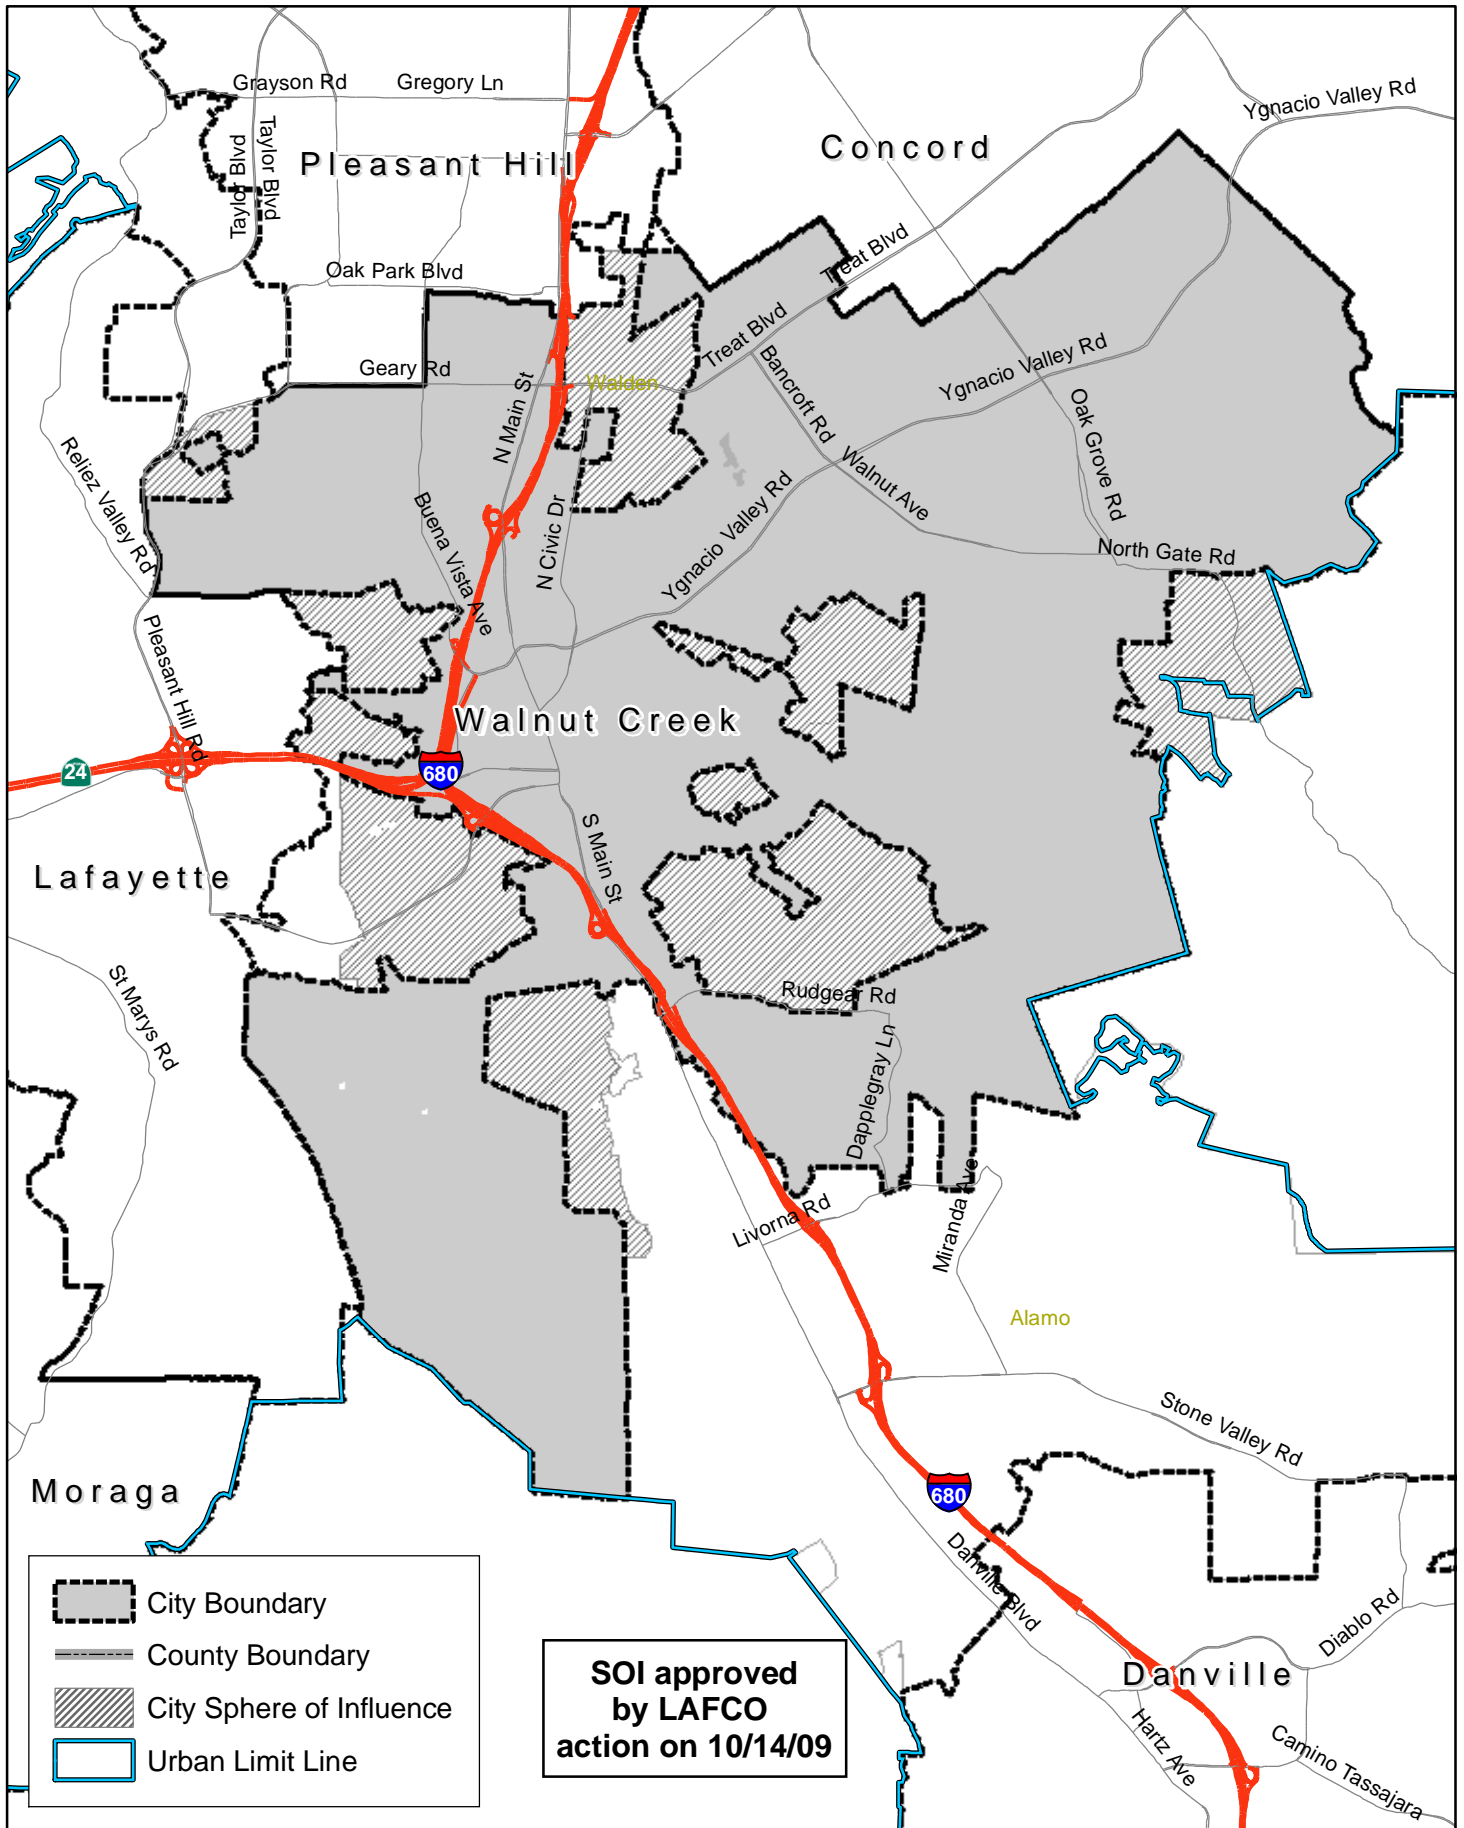 Grayson Rd
Gregory Ln
Ygnacio Valley Rd
Concord
Pleasant Hill
Taylor Blvd
Taylor Blvd
Treat Blvd
Oak Park Blvd
Treat Blvd
Geary Rd
Walden
Bancroft Rd
Ygnacio Valley Rd
N Main St
Oak Grove Rd
Reliez Valley Rd
Walnut Ave
Buena Vista Ave
N Civic Dr
Ygnacio Valley Rd
North Gate Rd
Pleasant Hill Rd
Walnut Creek
24
680
S Main St
Lafayette
St Marys Rd
Rudgear Rd
Dapplegray Ln
Livorna Rd
Miranda Ave
Alamo
Stone Valley Rd
Moraga
680
Danville Blvd
Diablo Rd
Danville
Hartz Ave
Camino Tassajara
City Boundary
County Boundary
City Sphere of Influence
Urban Limit Line
SOI approved
by LAFCO
action on 10/14/09